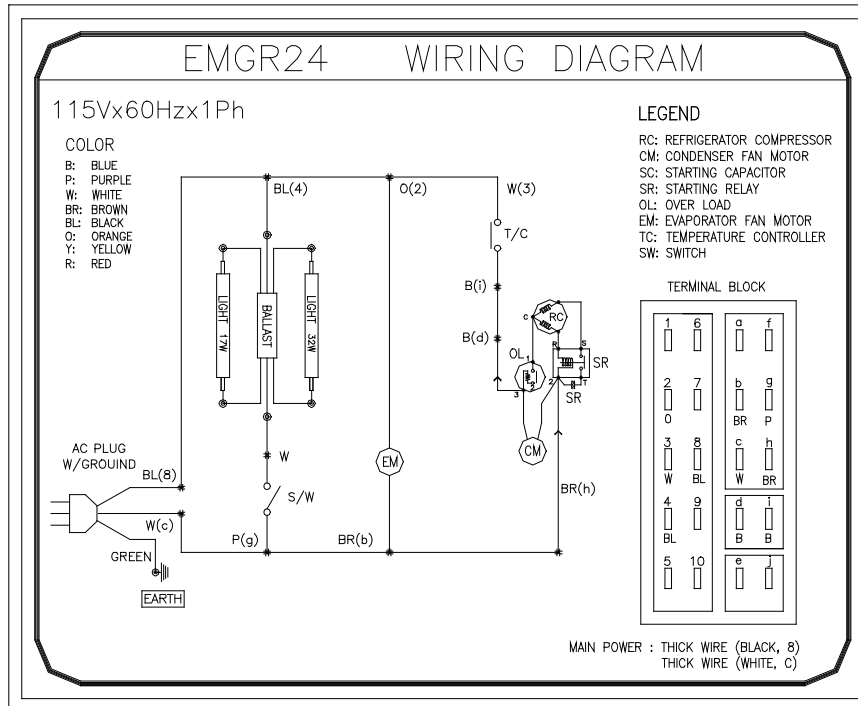 EMGR24 WIRING DIAGRAM
115Vx60Hzx1Ph
COLOR
B: BLUE
P: PURPLE
W: WHITE
BR: BROWN
BL: BLACK
O: ORANGE
Y: YELLOW
R: RED
LEGEND
RC: REFRIGERATOR COMPRESSOR
CM: CONDENSER FAN MOTOR
SC: STARTING CAPACITOR
SR: STARTING RELAY
OL: OVER LOAD
EM: EVAPORATOR FAN MOTOR
TC: TEMPERATURE CONTROLLER
SW: SWITCH
BL(4)
O(2)
W(3)
T/C
B(i)
B(d)
LIGHT 17W
BALLAST
LIGHT 32W
C
RC
R
S
OL
1
2
3
2
T
SR
SR
CM
EM
W
S/W
P(g)
BR(b)
BR(h)
AC PLUG
W/GROUND
BL(8)
W(c)
GREEN
EARTH
TERMINAL BLOCK
1 6 a f
2 7 b g
O BR P
3 8 c h
W BL W BR
4 9 d i
BL B B
5 10 e j
MAIN POWER : THICK WIRE (BLACK, 8)
THICK WIRE (WHITE, C)